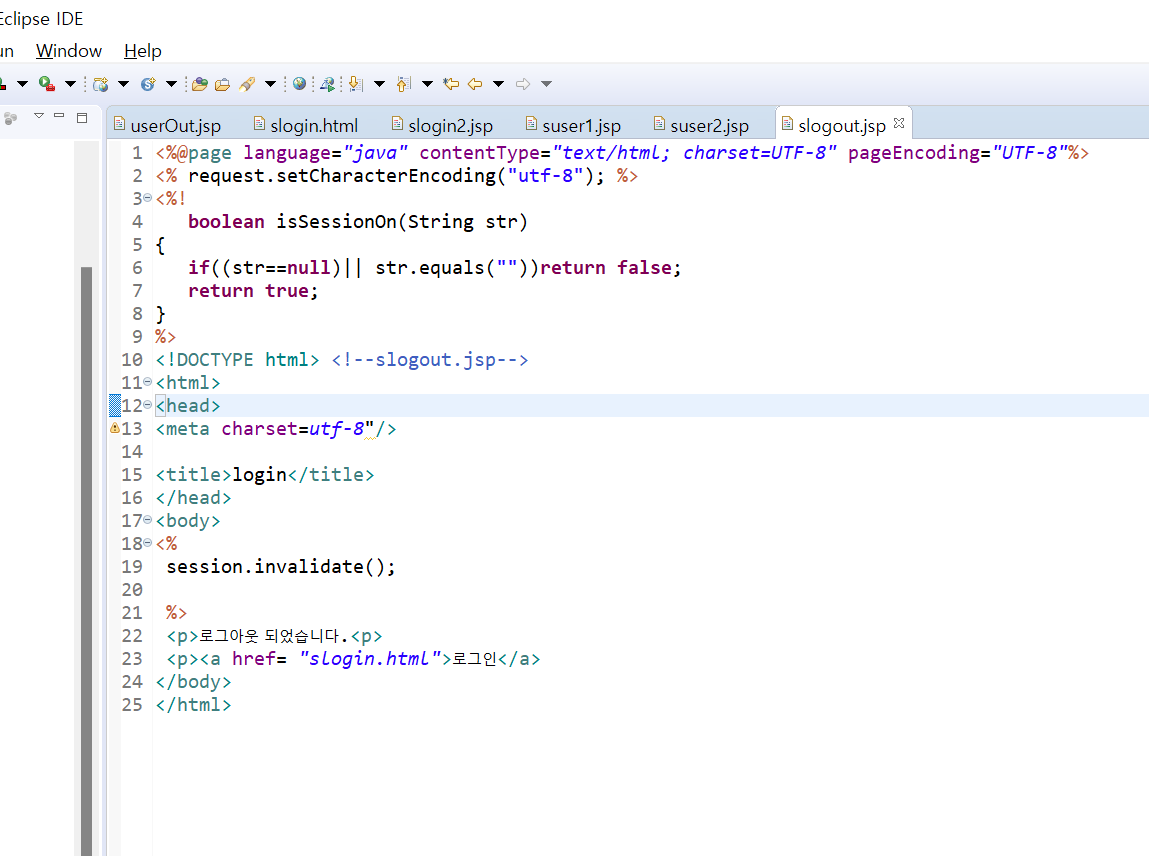 Eclipse IDE
un Window Help
userOut.jsp slogin.html slogin2.jsp suser1.jsp suser2.jsp slogout.jsp
1 <%@page language="java" contentType="text/html; charset=UTF-8" pageEncoding="UTF-8"%>
2 <% request.setCharacterEncoding("utf-8"); %>
3 <%!
4 boolean isSessionOn(String str)
5 {
6 if((str==null)|| str.equals(""))return false;
7 return true;
8 }
9 %>
10 <!DOCTYPE html> <!--slogout.jsp-->
11 <html>
12 <head>
13 <meta charset=utf-8"/>
14
15 <title>login</title>
16 </head>
17 <body>
18 <%
19 session.invalidate();
20
21 %>
22 <p>로그아웃 되었습니다.<p>
23 <p><a href= "slogin.html">로그인</a>
24 </body>
25 </html>